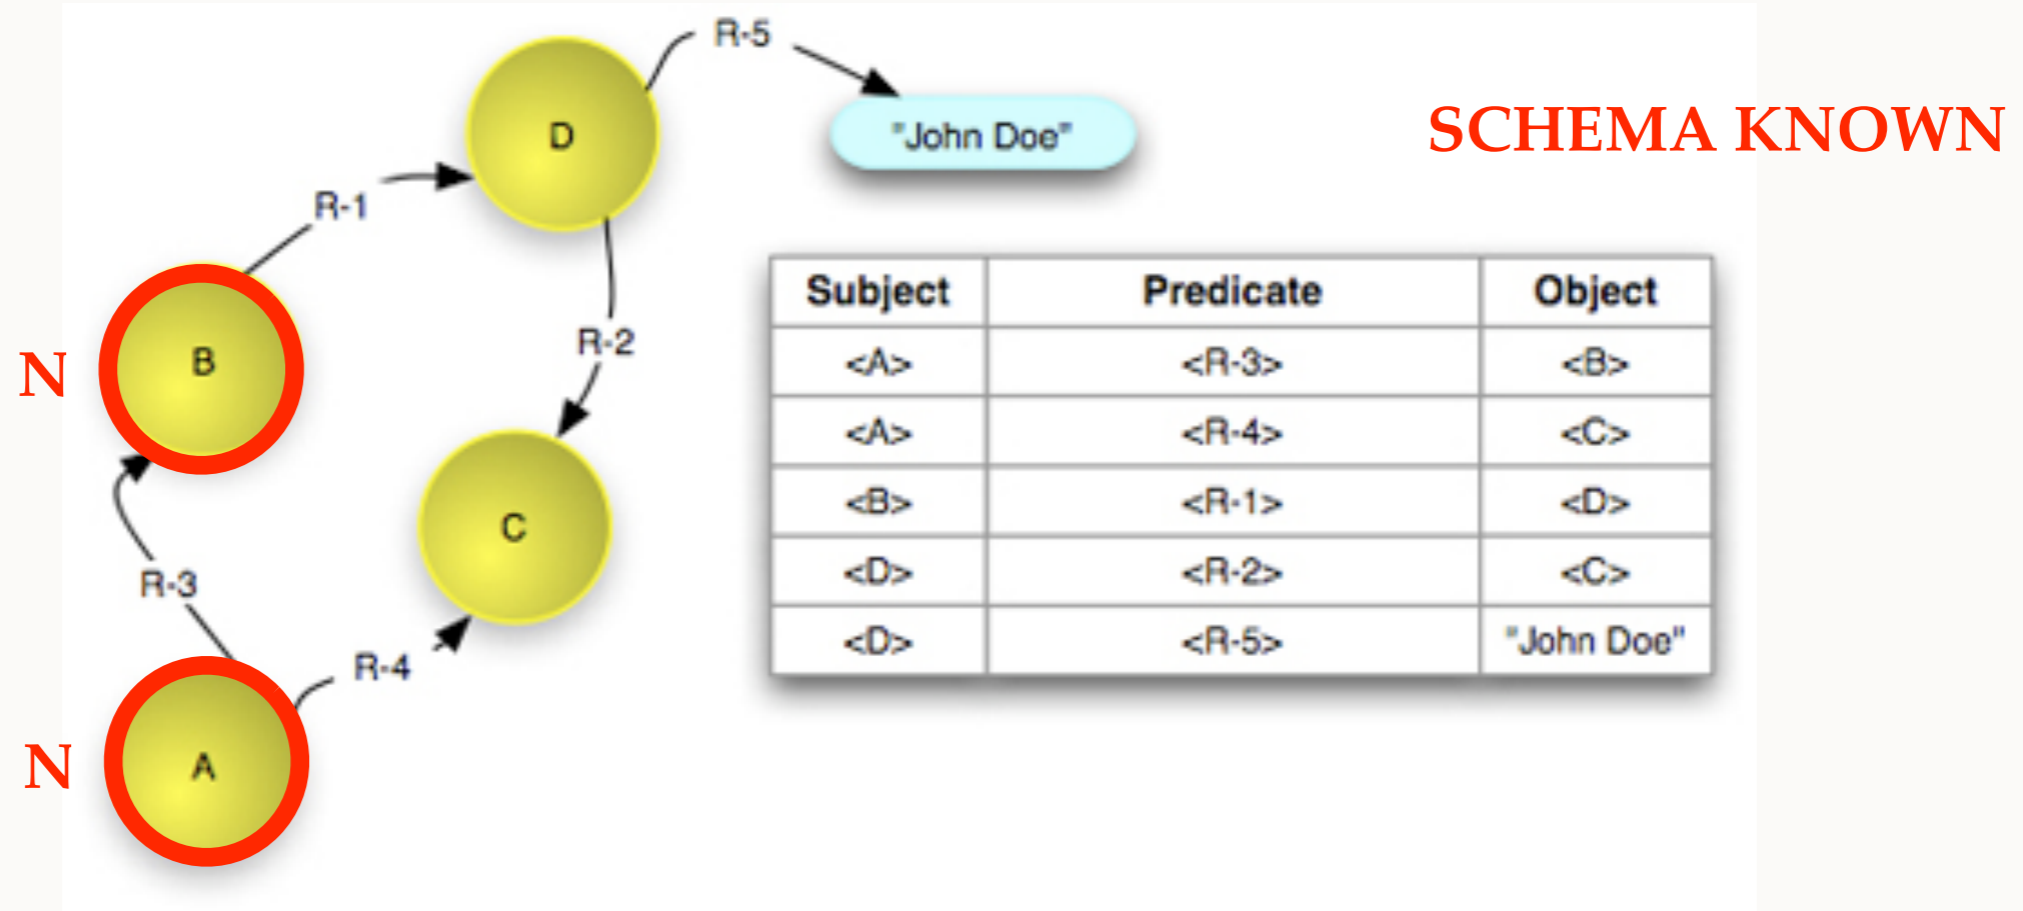 R-5
D
"John Doe"
SCHEMA KNOWN
R-1
B
N
R-2
C
R-3
R-4
A
N
Subject Predicate Object
<A> <R-3> <B>
<A> <R-4> <C>
<B> <R-1> <D>
<D> <R-2> <C>
<D> <R-5> "John Doe"